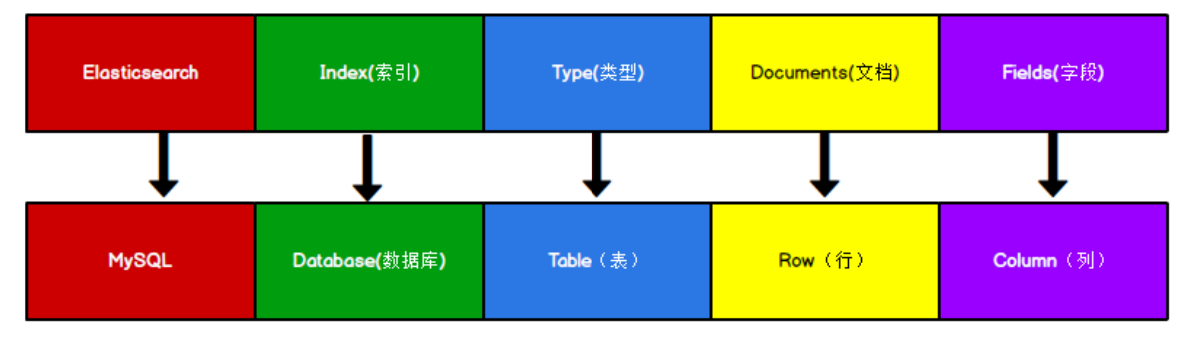 Elasticsearch
Index(索引)
Type(类型)
Documents(文档)
Fields(字段)
MySQL
Database(数据库)
Table（表）
Row（行）
Column（列）